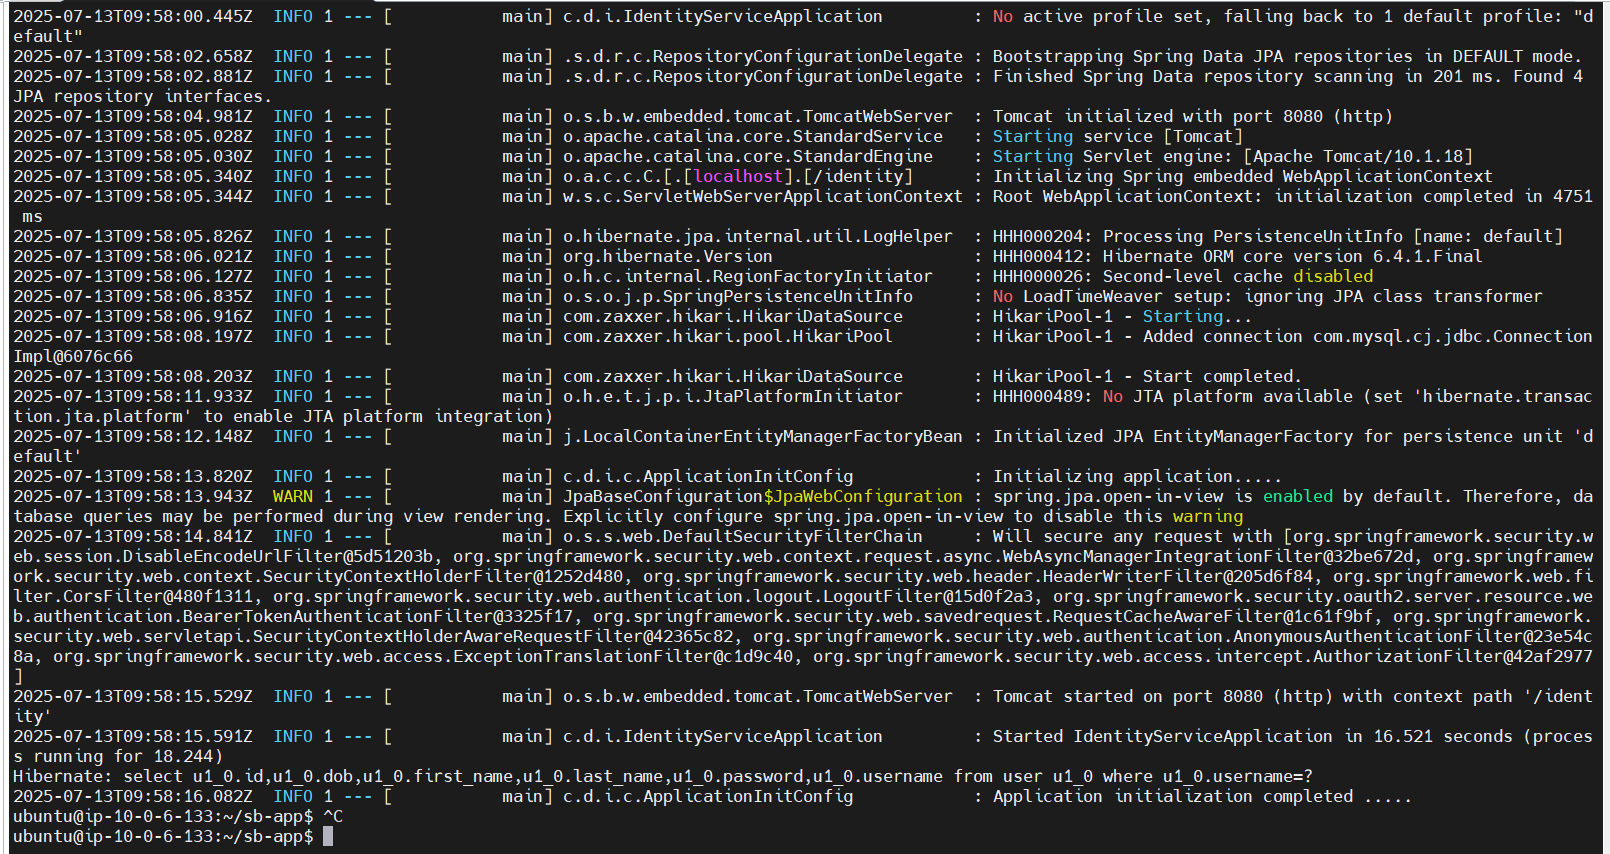 2025-07-13T09:58:00.445Z  INFO 1 --- [           main] c.d.i.IdentityServiceApplication         : No active profile set, falling back to 1 default profile: "d
efault"
2025-07-13T09:58:02.658Z  INFO 1 --- [           main] .s.d.r.c.RepositoryConfigurationDelegate : Bootstrapping Spring Data JPA repositories in DEFAULT mode.
2025-07-13T09:58:02.881Z  INFO 1 --- [           main] .s.d.r.c.RepositoryConfigurationDelegate : Finished Spring Data repository scanning in 201 ms. Found 4
JPA repository interfaces.
2025-07-13T09:58:04.981Z  INFO 1 --- [           main] o.s.b.w.embedded.tomcat.TomcatWebServer  : Tomcat initialized with port 8080 (http)
2025-07-13T09:58:05.028Z  INFO 1 --- [           main] o.apache.catalina.core.StandardService   : Starting service [Tomcat]
2025-07-13T09:58:05.030Z  INFO 1 --- [           main] o.apache.catalina.core.StandardEngine    : Starting Servlet engine: [Apache Tomcat/10.1.18]
2025-07-13T09:58:05.340Z  INFO 1 --- [           main] o.a.c.c.C.[.[localhost].[/identity]      : Initializing Spring embedded WebApplicationContext
2025-07-13T09:58:05.344Z  INFO 1 --- [           main] w.s.c.ServletWebServerApplicationContext : Root WebApplicationContext: initialization completed in 4751
 ms
2025-07-13T09:58:05.826Z  INFO 1 --- [           main] o.hibernate.jpa.internal.util.LogHelper  : HHH000204: Processing PersistenceUnitInfo [name: default]
2025-07-13T09:58:06.021Z  INFO 1 --- [           main] org.hibernate.Version                    : HHH000412: Hibernate ORM core version 6.4.1.Final
2025-07-13T09:58:06.127Z  INFO 1 --- [           main] o.h.c.internal.RegionFactoryInitiator    : HHH000026: Second-level cache disabled
2025-07-13T09:58:06.835Z  INFO 1 --- [           main] o.s.o.j.p.SpringPersistenceUnitInfo      : No LoadTimeWeaver setup: ignoring JPA class transformer
2025-07-13T09:58:06.916Z  INFO 1 --- [           main] com.zaxxer.hikari.HikariDataSource       : HikariPool-1 - Starting...
2025-07-13T09:58:08.197Z  INFO 1 --- [           main] com.zaxxer.hikari.pool.HikariPool        : HikariPool-1 - Added connection com.mysql.cj.jdbc.Connection
Impl@6076c66
2025-07-13T09:58:08.203Z  INFO 1 --- [           main] com.zaxxer.hikari.HikariDataSource       : HikariPool-1 - Start completed.
2025-07-13T09:58:11.933Z  INFO 1 --- [           main] o.h.e.t.j.p.i.JtaPlatformInitiator       : HHH000489: No JTA platform available (set 'hibernate.transac
tion.jta.platform' to enable JTA platform integration)
2025-07-13T09:58:12.148Z  INFO 1 --- [           main] j.LocalContainerEntityManagerFactoryBean : Initialized JPA EntityManagerFactory for persistence unit 'd
efault'
2025-07-13T09:58:13.820Z  INFO 1 --- [           main] c.d.i.c.ApplicationInitConfig            : Initializing application.....
2025-07-13T09:58:13.943Z  WARN 1 --- [           main] JpaBaseConfiguration$JpaWebConfiguration : spring.jpa.open-in-view is enabled by default. Therefore, da
tabase queries may be performed during view rendering. Explicitly configure spring.jpa.open-in-view to disable this warning
2025-07-13T09:58:14.841Z  INFO 1 --- [           main] o.s.s.web.DefaultSecurityFilterChain     : Will secure any request with [org.springframework.security.w
eb.session.DisableEncodeUrlFilter@5d51203b, org.springframework.security.web.context.request.async.WebAsyncManagerIntegrationFilter@32be672d, org.springframew
ork.security.web.context.SecurityContextHolderFilter@1252d480, org.springframework.security.web.header.HeaderWriterFilter@205d6f84, org.springframework.web.fi
lter.CorsFilter@480f1311, org.springframework.security.web.authentication.logout.LogoutFilter@15d0f2a3, org.springframework.security.oauth2.server.resource.we
b.authentication.BearerTokenAuthenticationFilter@3325f17, org.springframework.security.web.savedrequest.RequestCacheAwareFilter@1c61f9bf, org.springframework.
security.web.servletapi.SecurityContextHolderAwareRequestFilter@42365c82, org.springframework.security.web.authentication.AnonymousAuthenticationFilter@23e54c
8a, org.springframework.security.web.access.ExceptionTranslationFilter@c1d9c40, org.springframework.security.web.access.intercept.AuthorizationFilter@42af2977
]
2025-07-13T09:58:15.529Z  INFO 1 --- [           main] o.s.b.w.embedded.tomcat.TomcatWebServer  : Tomcat started on port 8080 (http) with context path '/ident
ity'
2025-07-13T09:58:15.591Z  INFO 1 --- [           main] c.d.i.IdentityServiceApplication         : Started IdentityServiceApplication in 16.521 seconds (proces
s running for 18.244)
Hibernate: select u1_0.id,u1_0.dob,u1_0.first_name,u1_0.last_name,u1_0.password,u1_0.username from user u1_0 where u1_0.username=?
2025-07-13T09:58:16.082Z  INFO 1 --- [           main] c.d.i.c.ApplicationInitConfig            : Application initialization completed .....
ubuntu@ip-10-0-6-133:~/sb-app$ ^C
ubuntu@ip-10-0-6-133:~/sb-app$